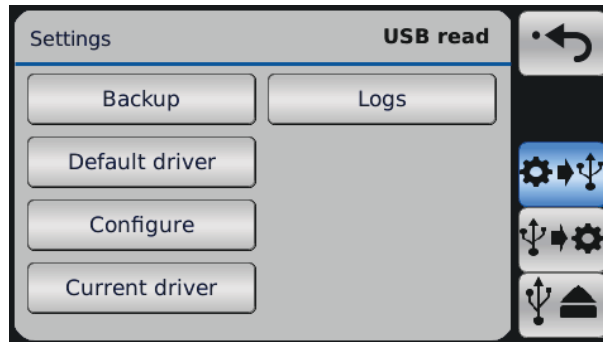 Settings USB read
Backup Logs
Default driver
Configure
Current driver